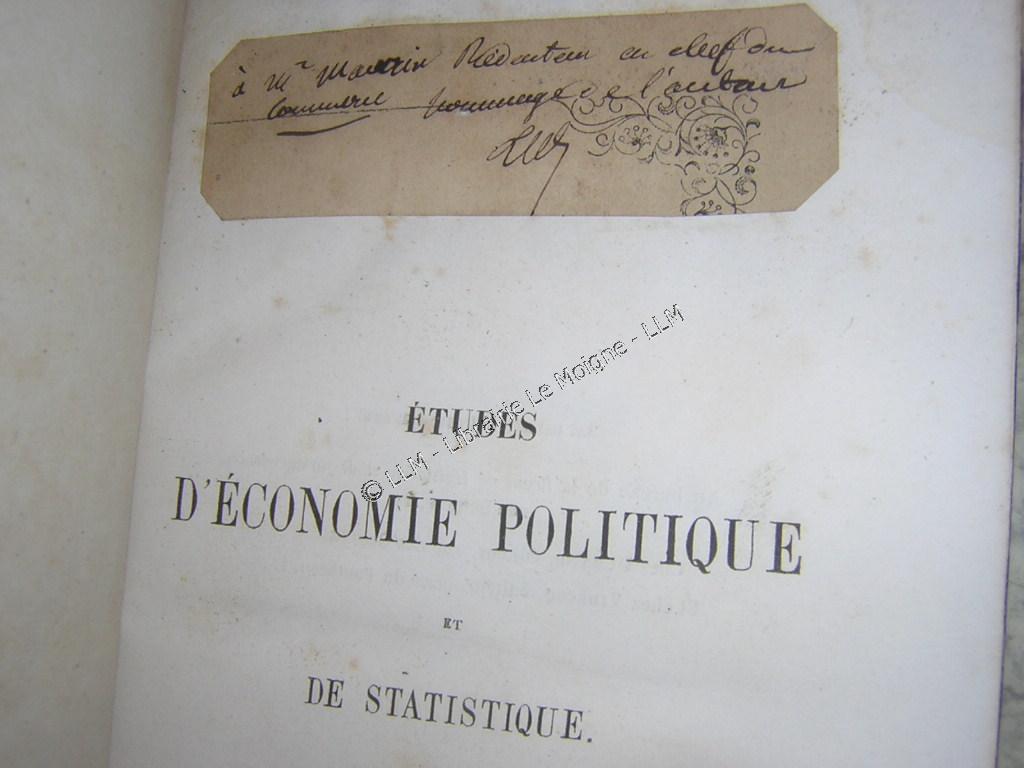 à Mr Maurin Rédacteur en chef du
Commerce hommage de l'auteur
© LLM - Librairie Le Moigne - LLM
ÉTUDES
D'ÉCONOMIE POLITIQUE
ET
DE STATISTIQUE.